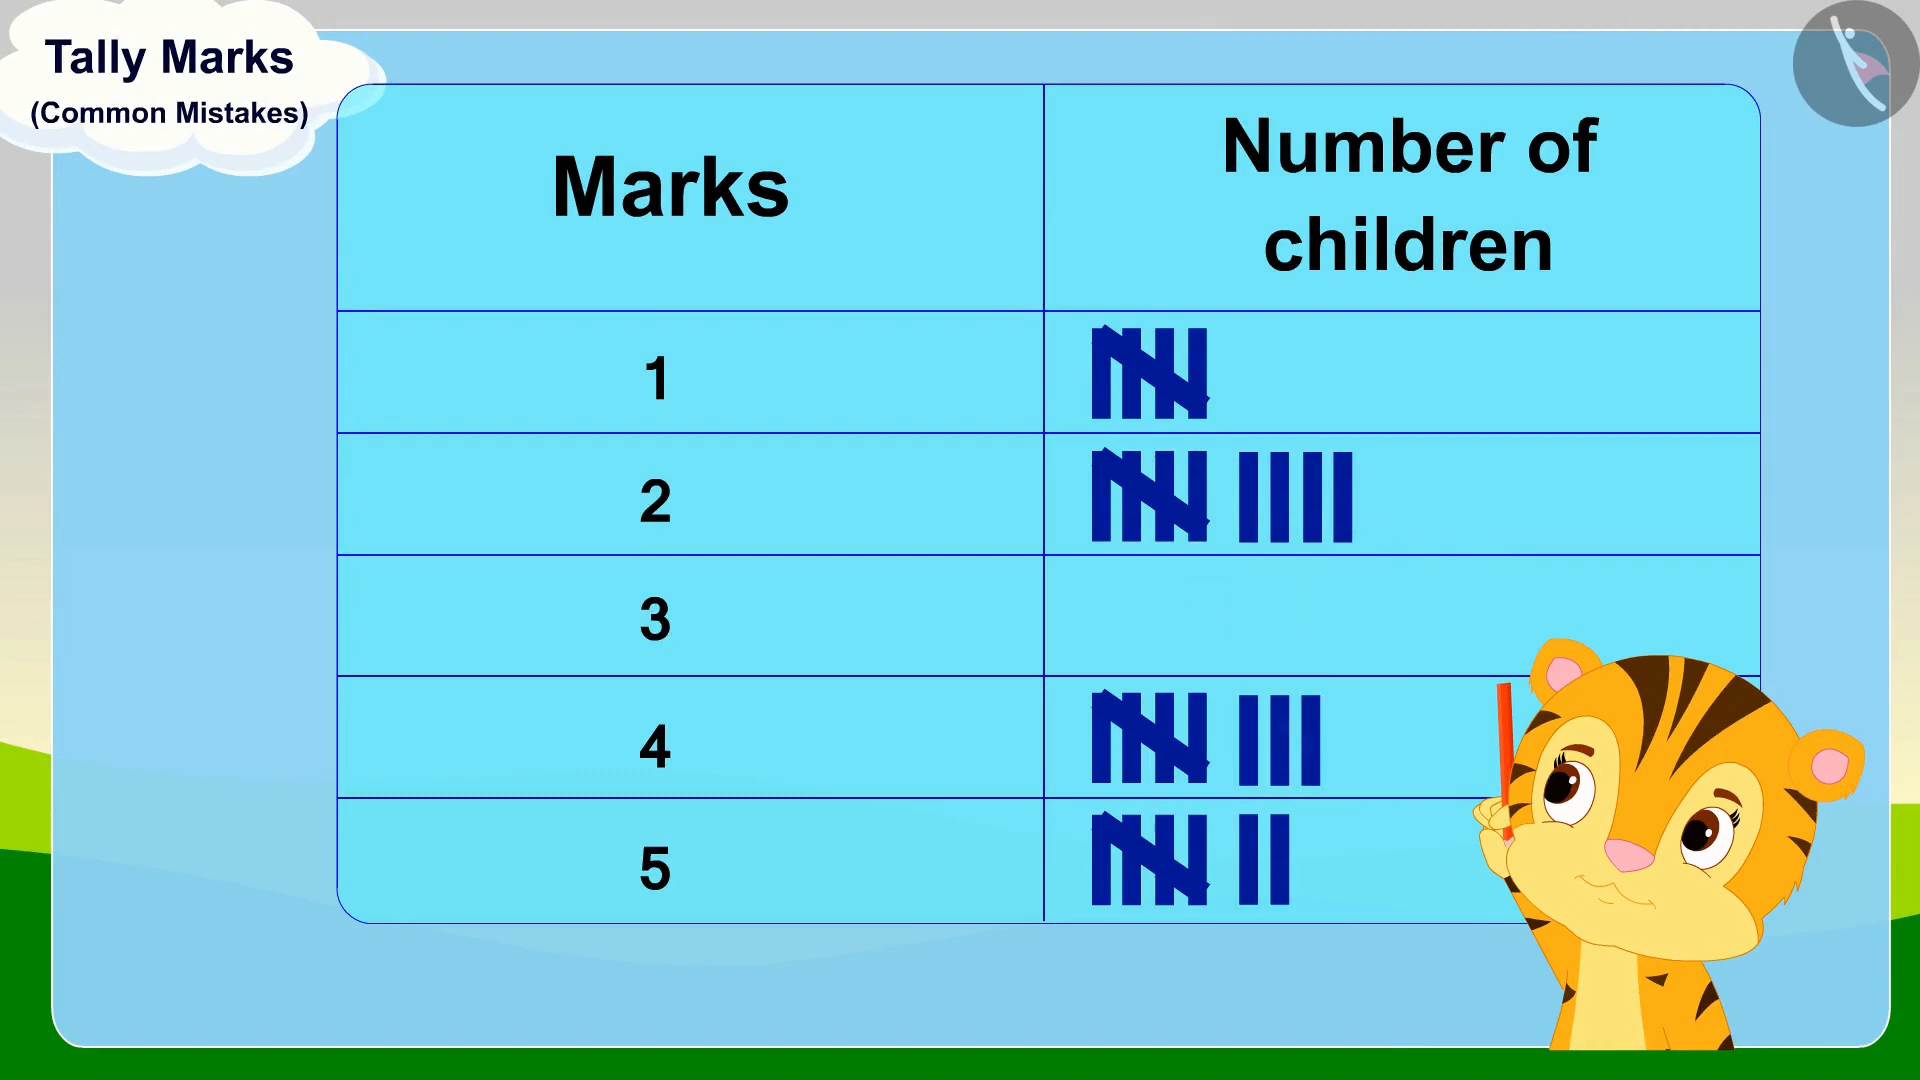 Tally Marks
(Common Mistakes)
Marks
Number of
children
1
2
3
4
5